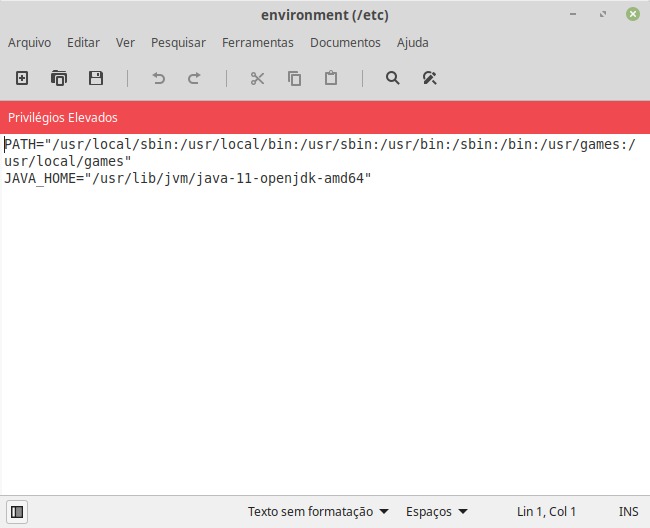 environment (/etc)
Arquivo Editar Ver Pesquisar Ferramentas Documentos Ajuda
Privilégios Elevados
PATH="/usr/local/sbin:/usr/local/bin:/usr/sbin:/usr/bin:/sbin:/bin:/usr/games:/
usr/local/games"
JAVA_HOME="/usr/lib/jvm/java-11-openjdk-amd64"
Texto sem formatação Espaços Lin 1, Col 1 INS